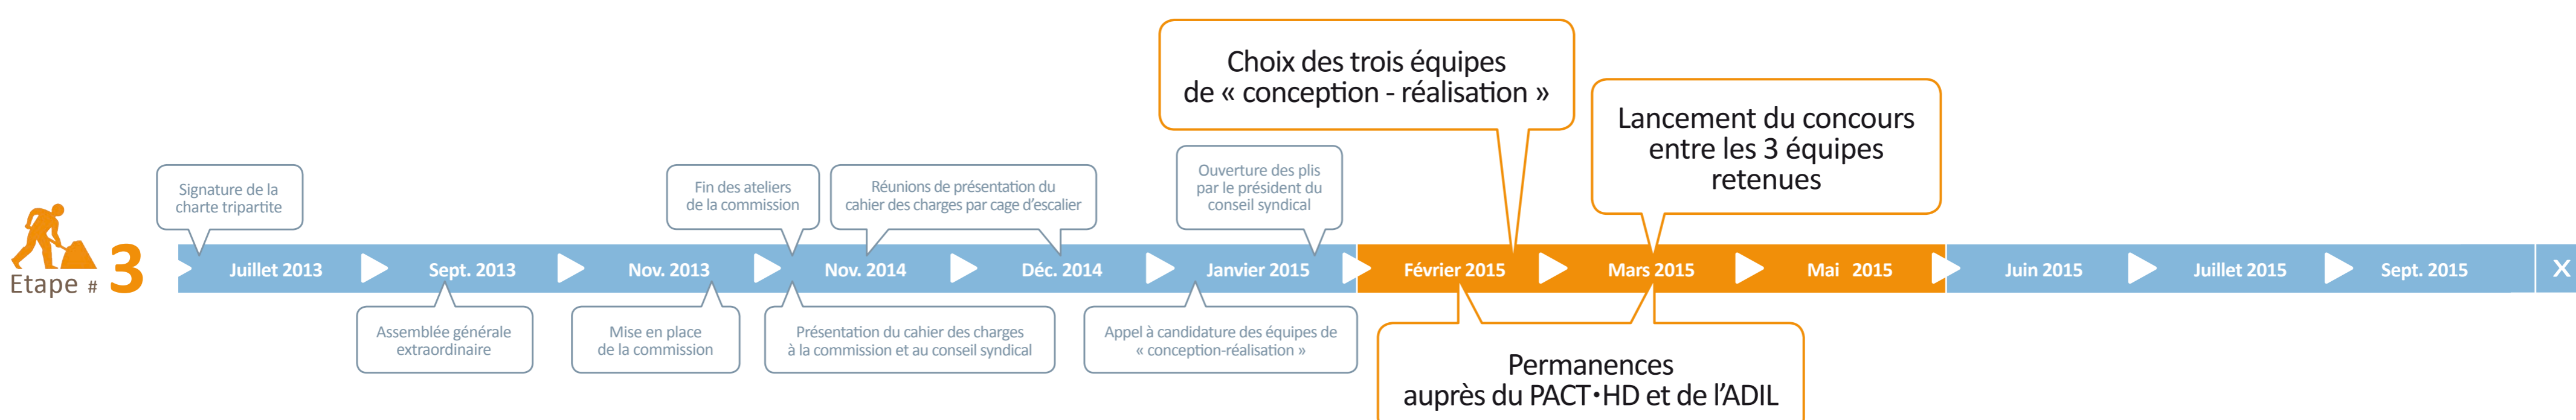 Choix des trois équipes
de « conception - réalisation »
Lancement du concours
entre les 3 équipes
retenues
Signature de la
charte tripartite
Fin des ateliers
de la commission
Réunions de présentation du
cahier des charges par cage d'escalier
Ouverture des plis
par le président du
conseil syndical
Etape # 3
Juillet 2013
Sept. 2013
Nov. 2013
Nov. 2014
Déc. 2014
Janvier 2015
Février 2015
Mars 2015
Mai 2015
Juin 2015
Juillet 2015
Sept. 2015
X
Assemblée générale
extraordinaire
Mise en place
de la commission
Présentation du cahier des charges
à la commission et au conseil syndical
Appel à candidature des équipes de
« conception-réalisation »
Permanences
auprès du PACT•HD et de l'ADIL